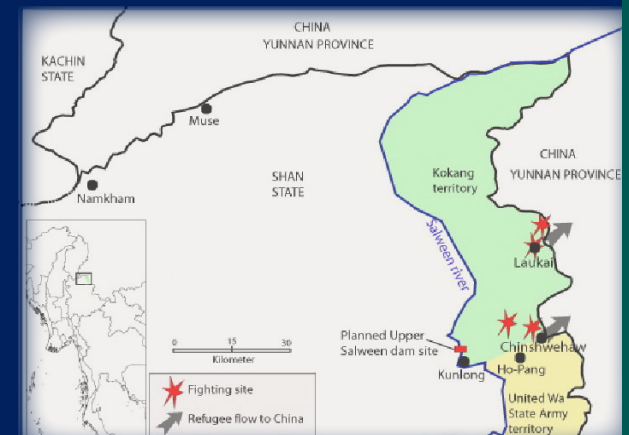 CHINA
YUNNAN PROVINCE
KACHIN
STATE
Muse
CHINA
YUNNAN PROVINCE
Kokang
territory
SHAN
STATE
Namkham
Salween river
Laukai
Planned Upper
Salween dam site
Chinshwehaw
Kunlong
Ho-Pang
0 15 30
Kilometer
Fighting site
Refugee flow to China
United Wa
State Army
territory